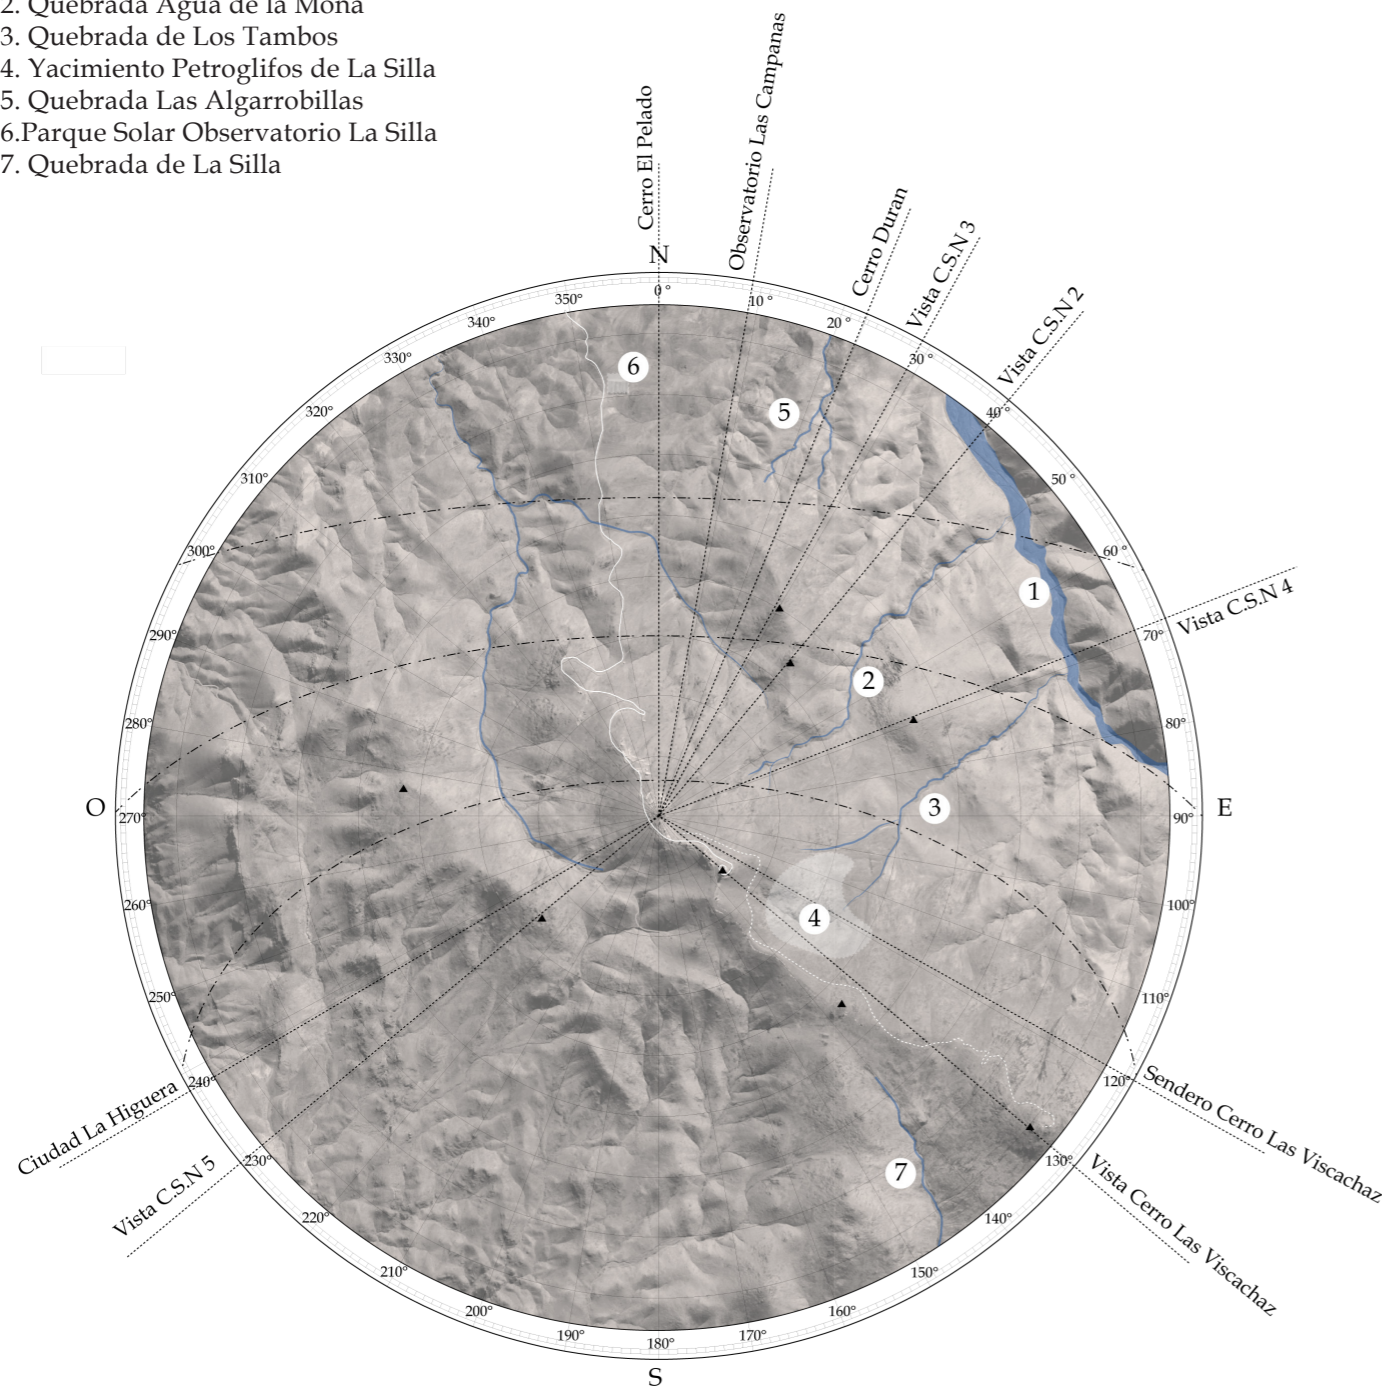 2. Quebrada Agua de la Mona
3. Quebrada de Los Tambos
4. Yacimiento Petroglifos de La Silla
5. Quebrada Las Algarrobillas
6.Parque Solar Observatorio La Silla
7. Quebrada de La Silla
Cerro El Pelado
Observatorio Las Campanas
Cerro Duran
Vista C.S.N 3
Vista C.S.N 2
Vista C.S.N 4
Sendero Cerro Las Viscachaz
Vista Cerro Las Viscachaz
Vista C.S.N 5
Ciudad La Higuera
N
E
S
O
0°
10°
20°
30°
40°
50°
60°
70°
80°
90°
100°
110°
120°
130°
140°
150°
160°
170°
180°
190°
200°
210°
220°
230°
240°
250°
260°
270°
280°
290°
300°
310°
320°
330°
340°
350°
6
5
1
2
3
4
7